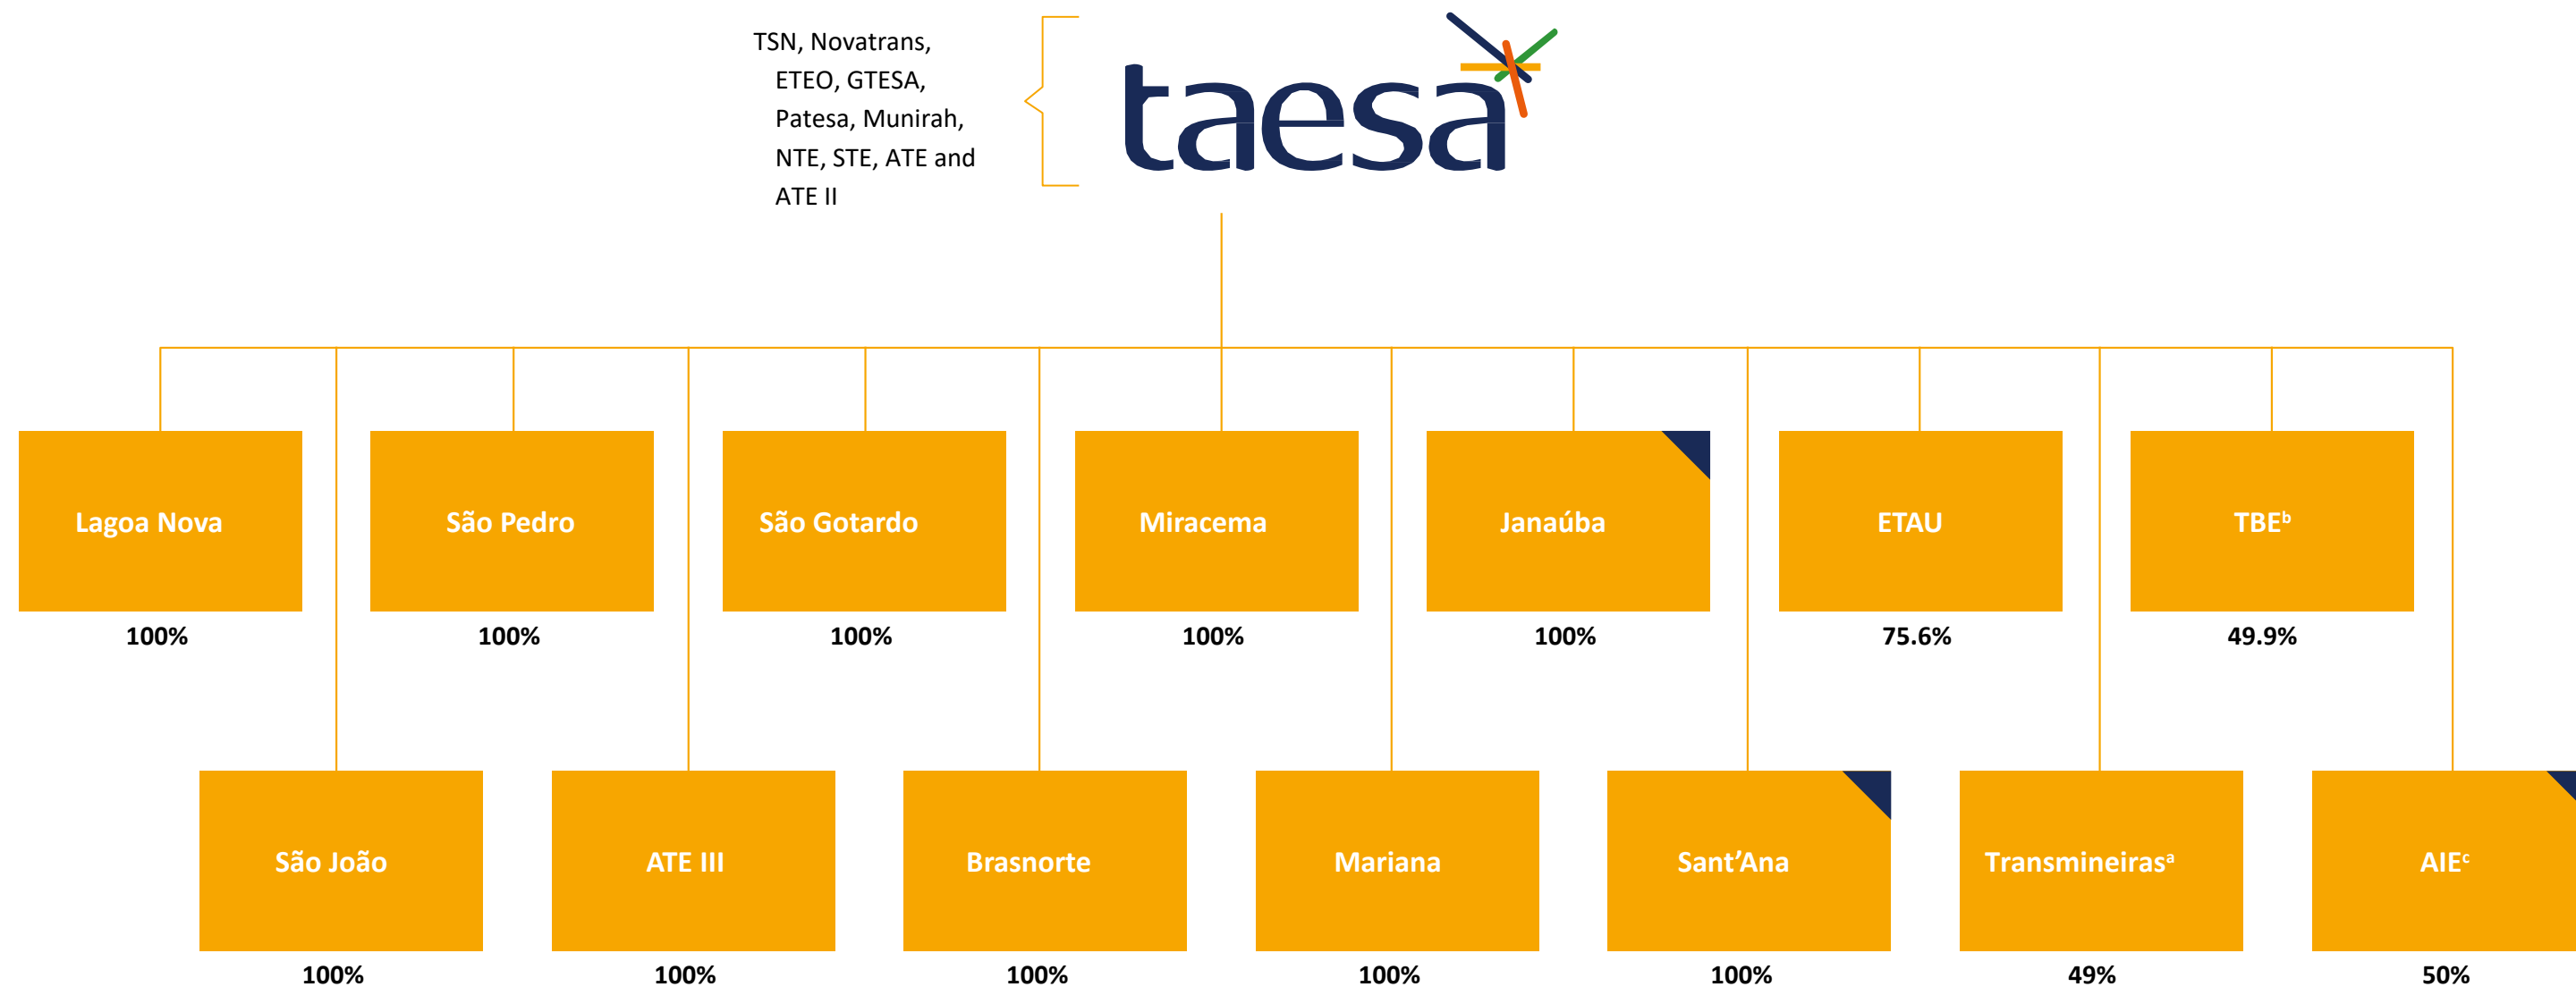 TSN, Novatrans,
ETEO, GTESA,
Patesa, Munirah,
NTE, STE, ATE and
ATE II
taesa
Lagoa Nova
São Pedro
São Gotardo
Miracema
Janaúba
ETAU
TBEᵇ
100%
100%
100%
100%
100%
75.6%
49.9%
São João
ATE III
Brasnorte
Mariana
Sant’Ana
Transmineirasᵃ
AIEᶜ
100%
100%
100%
100%
100%
49%
50%